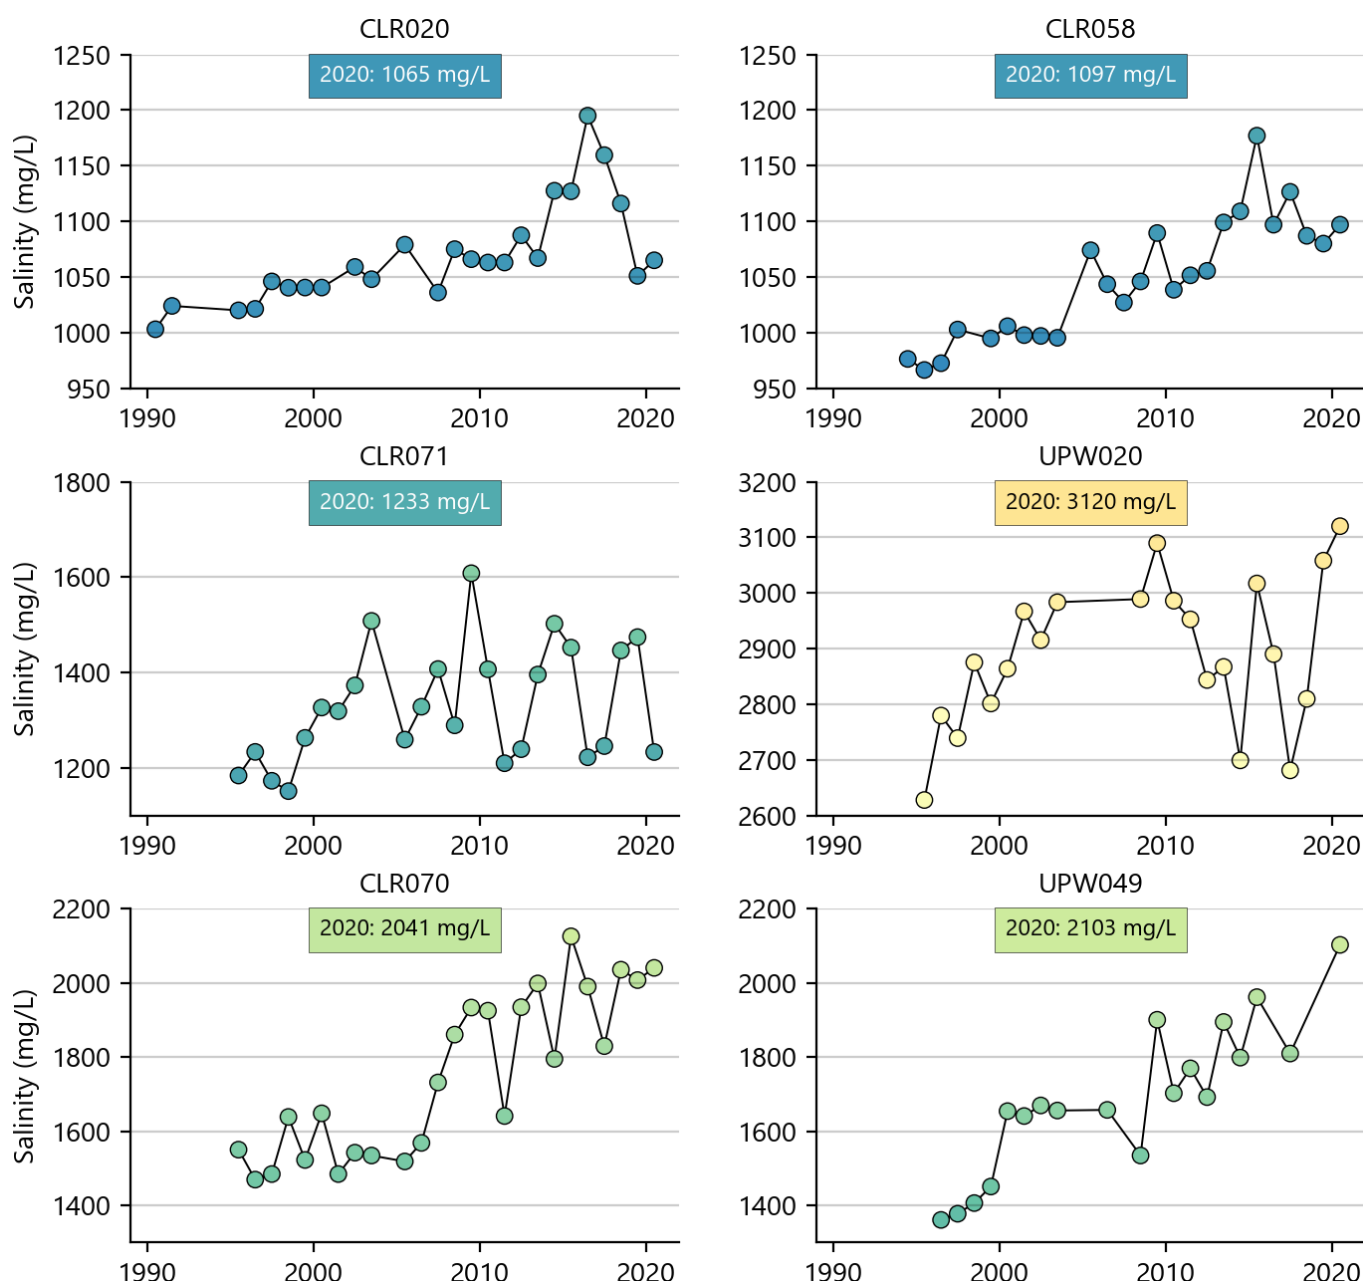 CLR020
1250
1200
1150
1100
1050
1000
950
Salinity (mg/L)
2020: 1065 mg/L
1990 2000 2010 2020
CLR058
1250
1200
1150
1100
1050
1000
950
2020: 1097 mg/L
1990 2000 2010 2020
CLR071
1800
1600
1400
1200
Salinity (mg/L)
2020: 1233 mg/L
1990 2000 2010 2020
UPW020
3200
3100
3000
2900
2800
2700
2600
2020: 3120 mg/L
1990 2000 2010 2020
CLR070
2200
2000
1800
1600
1400
Salinity (mg/L)
2020: 2041 mg/L
1990 2000 2010 2020
UPW049
2200
2000
1800
1600
1400
2020: 2103 mg/L
1990 2000 2010 2020